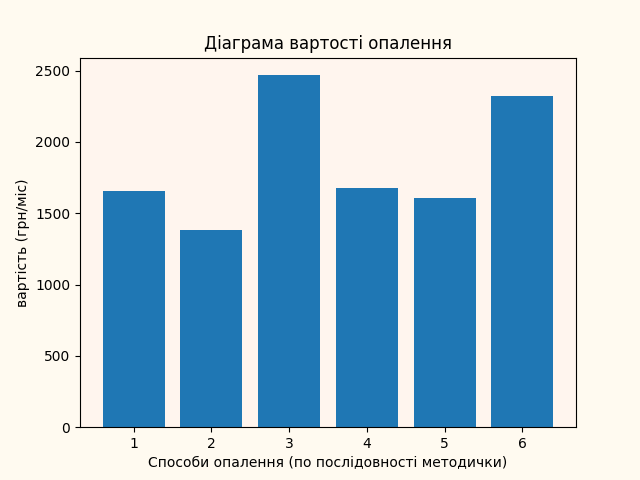 Діаграма вартості опалення
2500
2000
1500
1000
500
0
вартість (грн/міс)
1 2 3 4 5 6
Способи опалення (по послідовності методички)